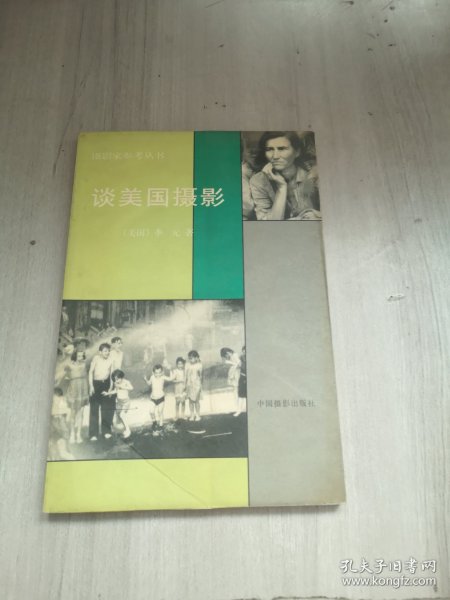 摄影家参考丛书
谈美国摄影
〔美国〕李 元 著
中国摄影出版社
孔夫子旧书网
www.kongfz.com